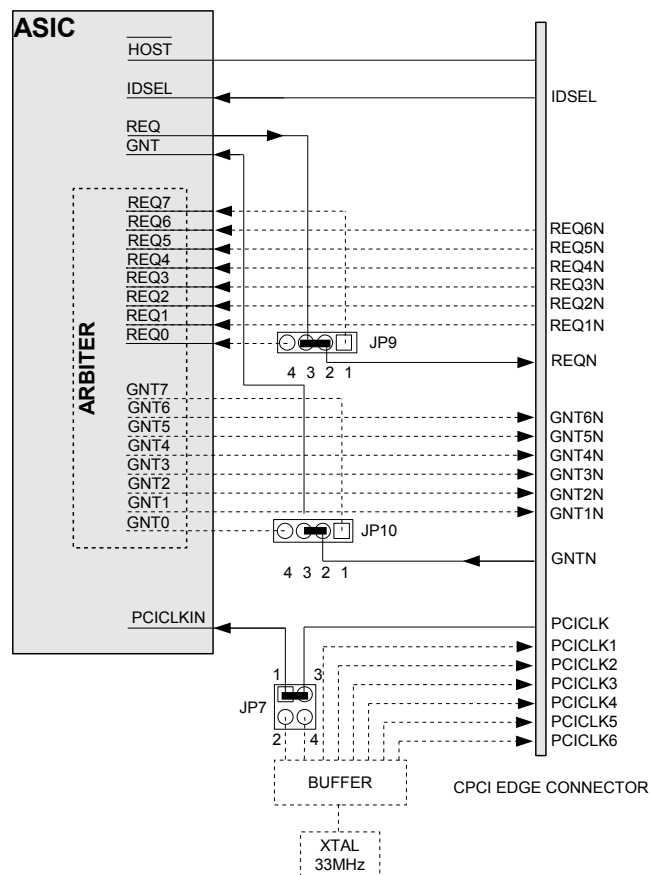 ASIC
HOST
IDSEL
IDSEL
REQ
GNT
ARBITER
REQ7
REQ6
REQ5
REQ4
REQ3
REQ2
REQ1
REQ0
REQ6N
REQ5N
REQ4N
REQ3N
REQ2N
REQ1N
JP9
REQN
4 3 2 1
GNT7
GNT6
GNT5
GNT4
GNT3
GNT2
GNT1
GNT0
GNT6N
GNT5N
GNT4N
GNT3N
GNT2N
GNT1N
JP10
GNTN
4 3 2 1
PCICLKIN
PCICLK
PCICLK1
PCICLK2
PCICLK3
PCICLK4
PCICLK5
PCICLK6
1 3
JP7
2 4
BUFFER
CPCI EDGE CONNECTOR
XTAL
33MHz